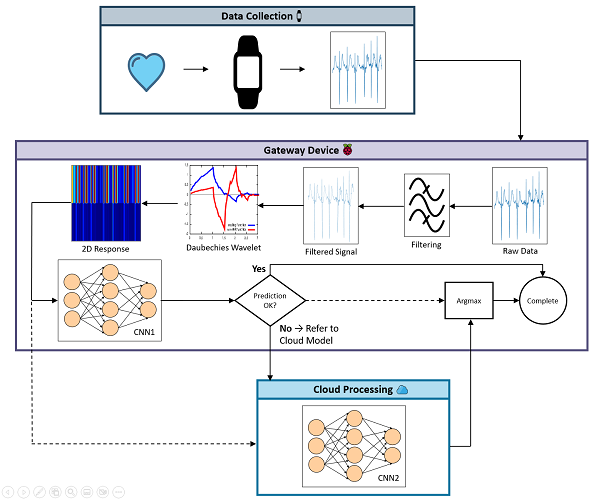 Data Collection
Gateway Device
2D Response
Daubechies Wavelet
Filtered Signal
Filtering
Raw Data
CNN1
Yes
Prediction
OK?
No → Refer to
Cloud Model
Argmax
Complete
Cloud Processing
CNN2